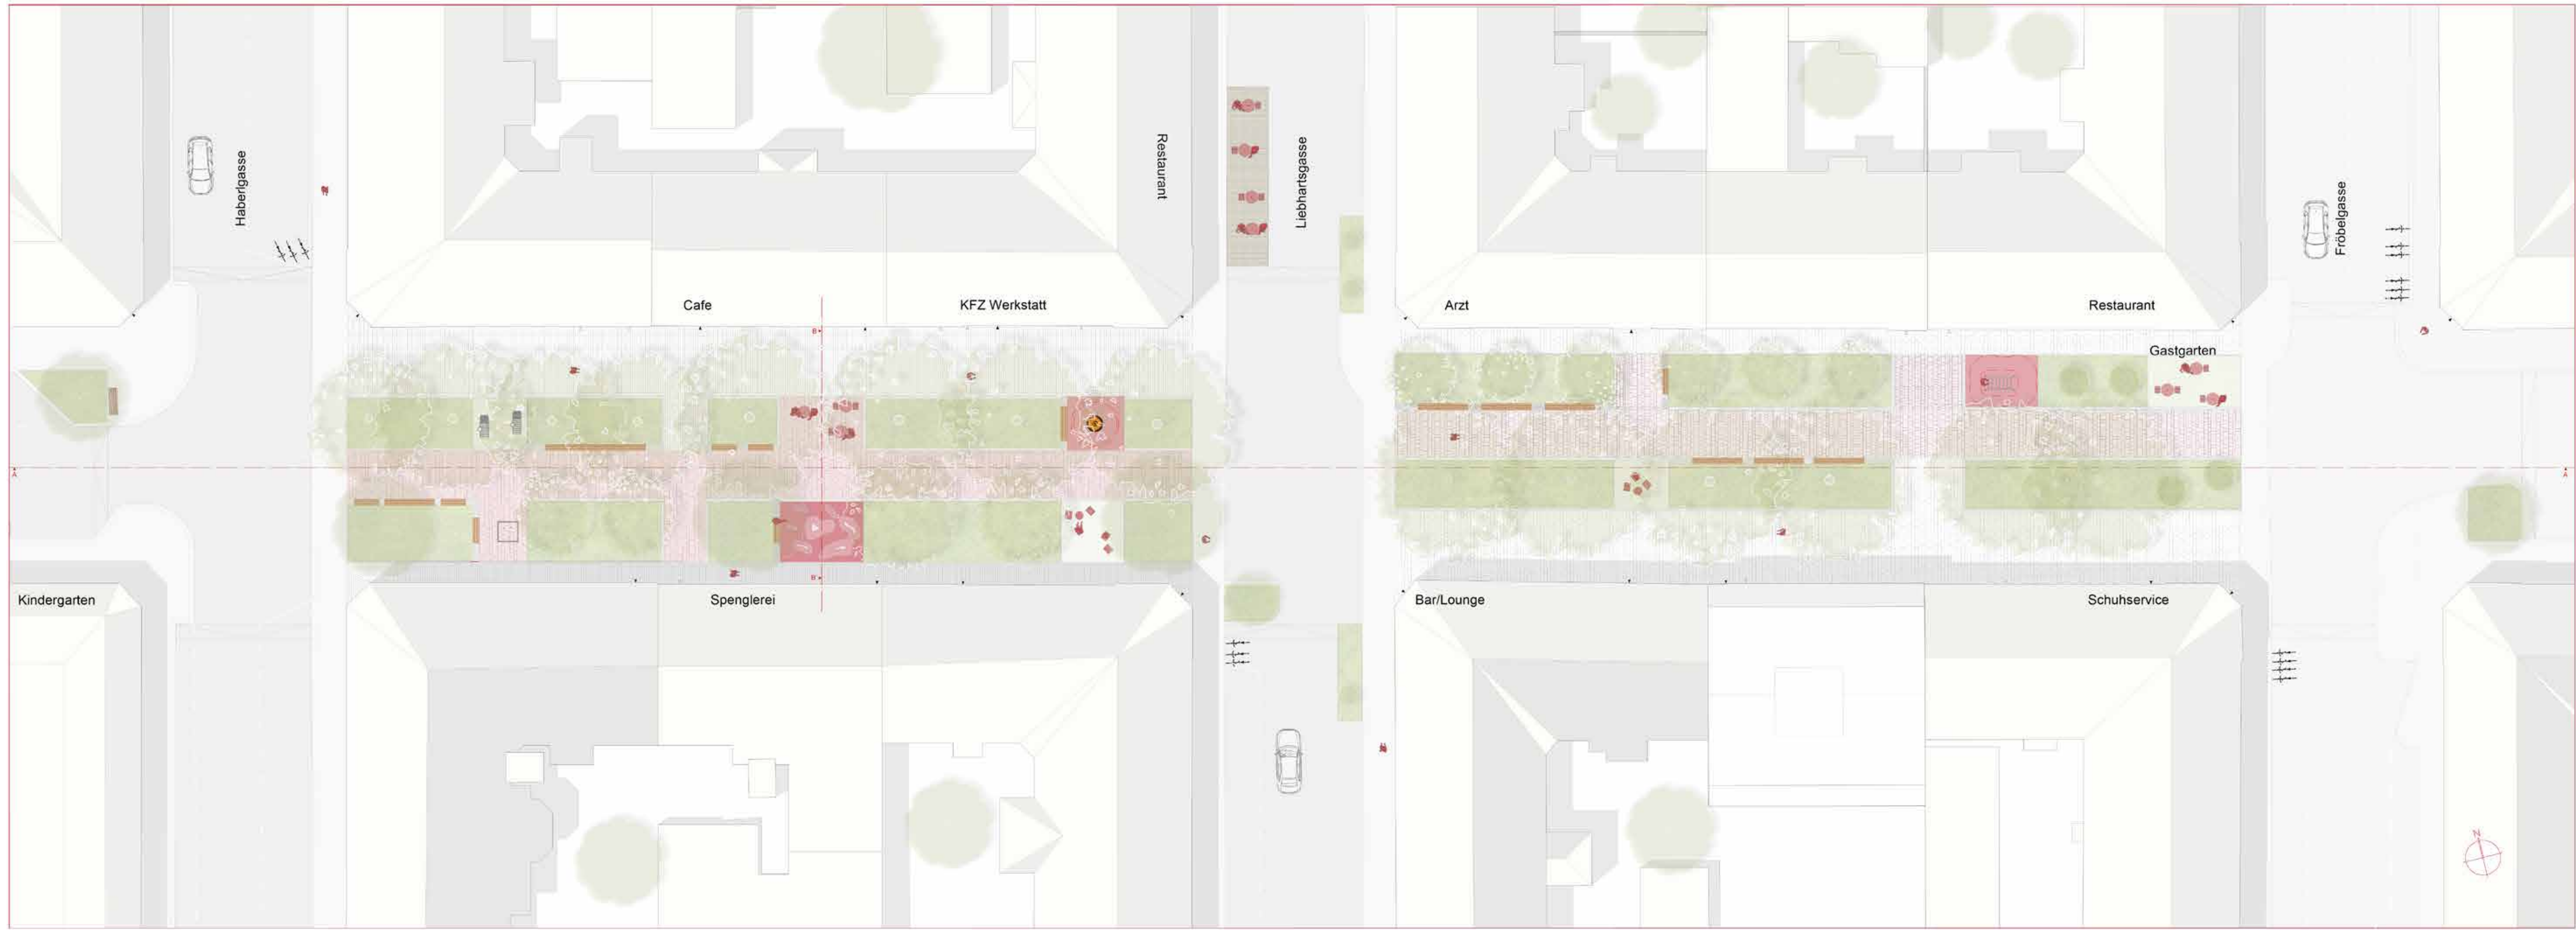 Haberlgasse
Restaurant
Liebhartsgasse
Fröbelgasse
Cafe
KFZ Werkstatt
Arzt
Restaurant
B
Gastgarten
A
A
B'
Kindergarten
Spenglerei
Bar/Lounge
Schuhservice
N